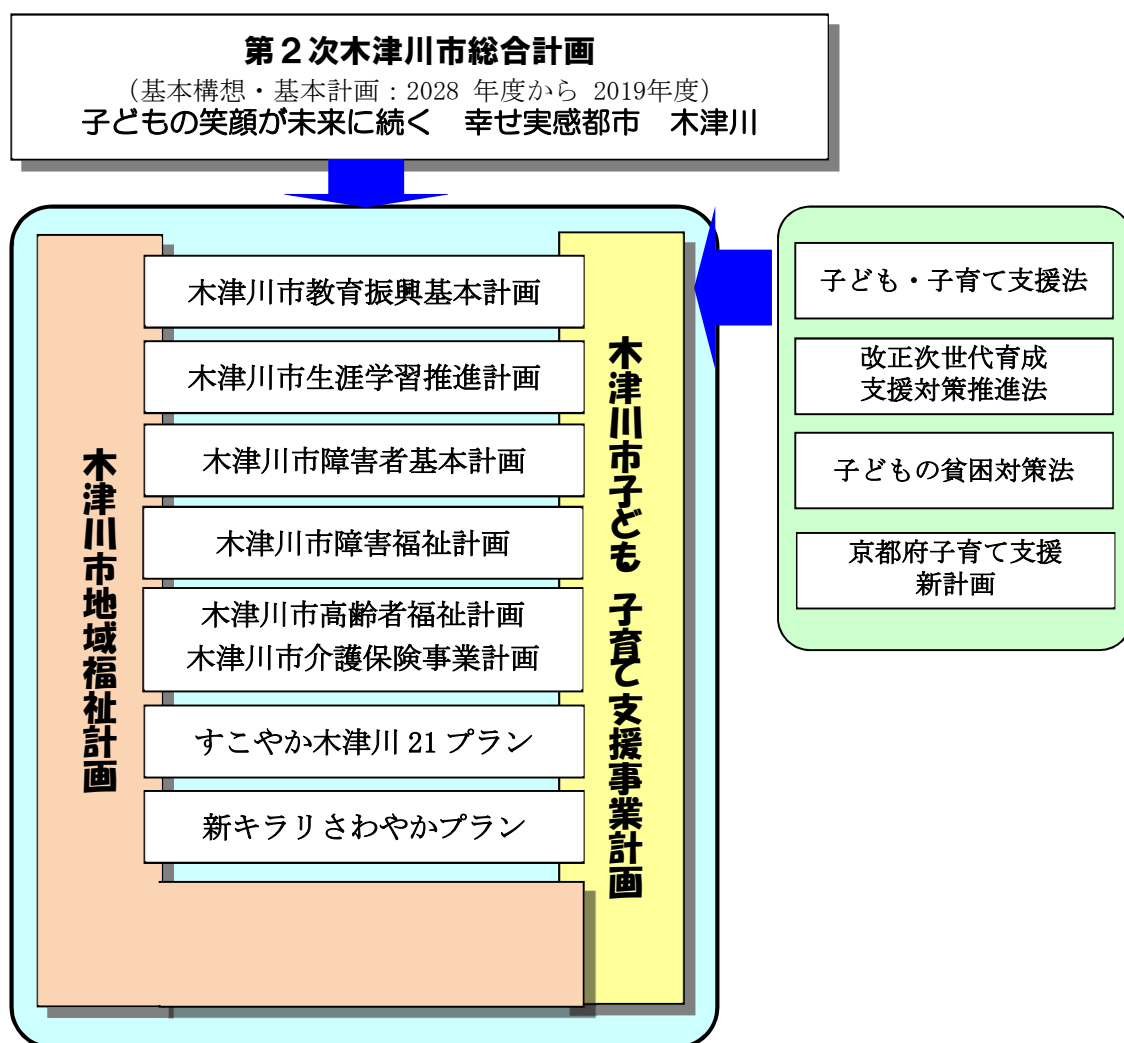 第２次木津川市総合計画
（基本構想・基本計画：2028 年度から 2019年度）
子どもの笑顔が未来に続く　幸せ実感都市　木津川
木津川市地域福祉計画
木津川市教育振興基本計画
木津川市生涯学習推進計画
木津川市障害者基本計画
木津川市障害福祉計画
木津川市高齢者福祉計画
木津川市介護保険事業計画
すこやか木津川 21 プラン
新キラリさわやかプラン
木津川市子ども 子育て支援事業計画
子ども・子育て支援法
改正次世代育成
支援対策推進法
子どもの貧困対策法
京都府子育て支援
新計画